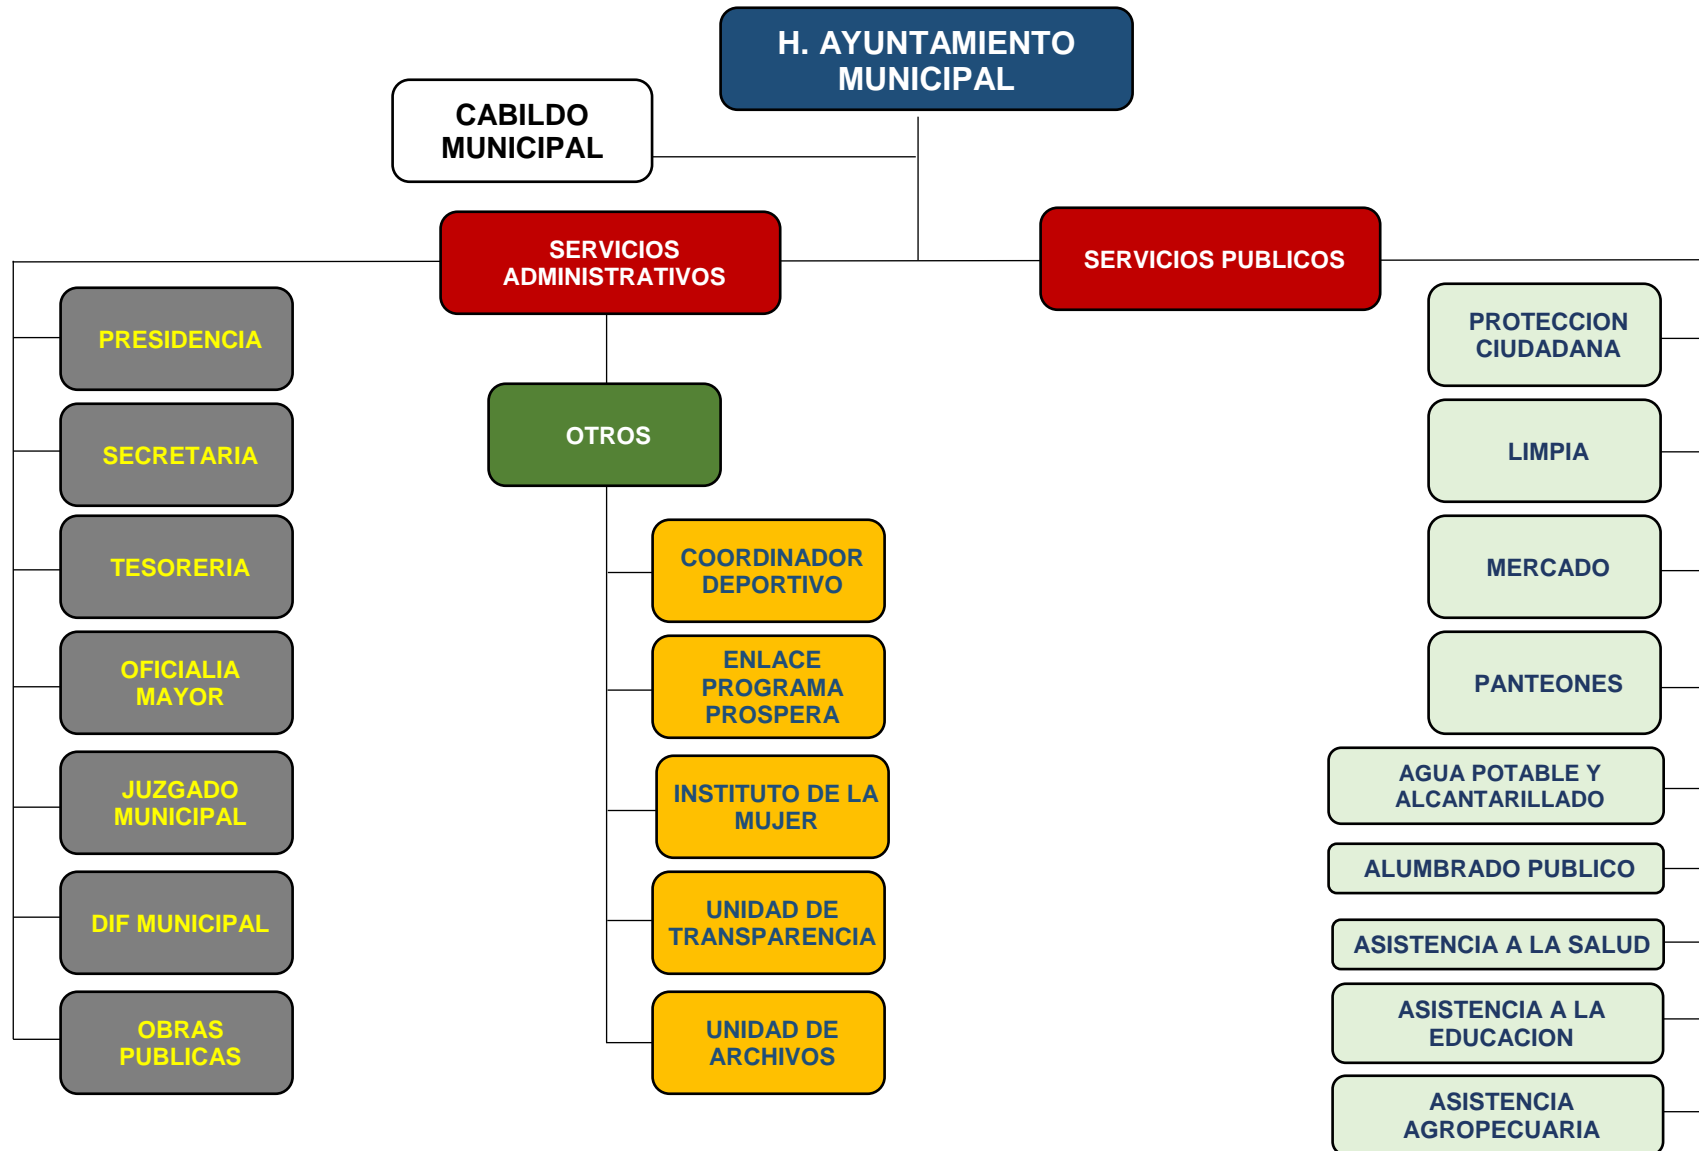 H. AYUNTAMIENTO
MUNICIPAL
CABILDO
MUNICIPAL
SERVICIOS
ADMINISTRATIVOS
SERVICIOS PUBLICOS
PRESIDENCIA
SECRETARIA
TESORERIA
OFICIALIA
MAYOR
JUZGADO
MUNICIPAL
DIF MUNICIPAL
OBRAS
PUBLICAS
OTROS
COORDINADOR
DEPORTIVO
ENLACE
PROGRAMA
PROSPERA
INSTITUTO DE LA
MUJER
UNIDAD DE
TRANSPARENCIA
UNIDAD DE
ARCHIVOS
PROTECCION
CIUDADANA
LIMPIA
MERCADO
PANTEONES
AGUA POTABLE Y
ALCANTARILLADO
ALUMBRADO PUBLICO
ASISTENCIA A LA SALUD
ASISTENCIA A LA
EDUCACION
ASISTENCIA
AGROPECUARIA